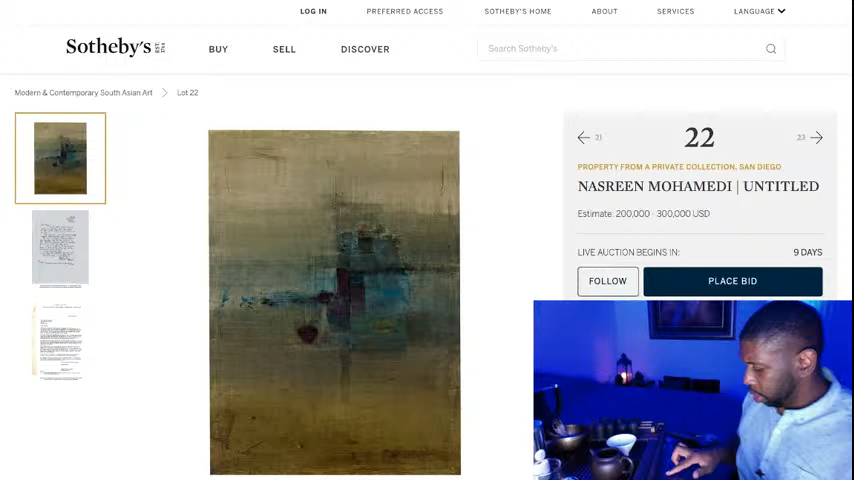 LOG IN PREFERRED ACCESS SOTHEBY'S HOME ABOUT SERVICES LANGUAGE
Sotheby's EST. 1744 BUY SELL DISCOVER Search Sotheby's
Modern & Contemporary South Asian Art Lot 22
21 22 23
PROPERTY FROM A PRIVATE COLLECTION, SAN DIEGO
NASREEN MOHAMEDI | UNTITLED
Estimate: 200,000 - 300,000 USD
LIVE AUCTION BEGINS IN: 9 DAYS
FOLLOW PLACE BID